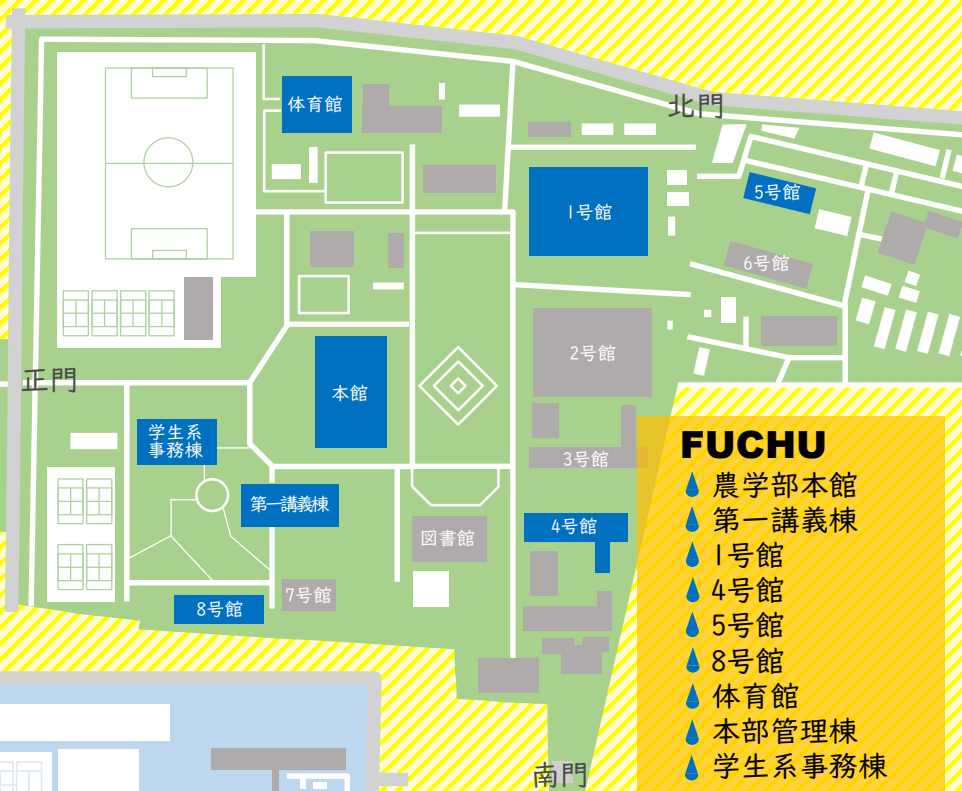 北門
体育館
1号館
5号館
6号館
2号館
正門
本館
学生系
事務棟
3号館
第一講義棟
4号館
図書館
7号館
8号館
南門
FUCHU
農学部本館
第一講義棟
1号館
4号館
5号館
8号館
体育館
本部管理棟
学生系事務棟